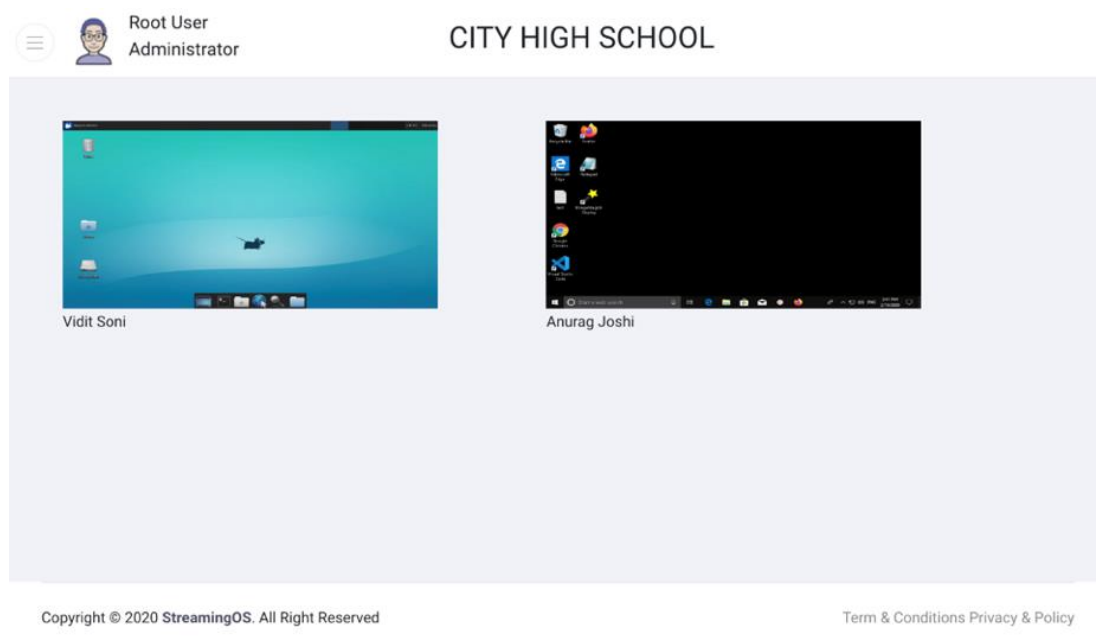 Root User
Administrator
CITY HIGH SCHOOL
Vidit Soni
Anurag Joshi
Copyright © 2020 StreamingOS. All Right Reserved
Term & Conditions Privacy & Policy